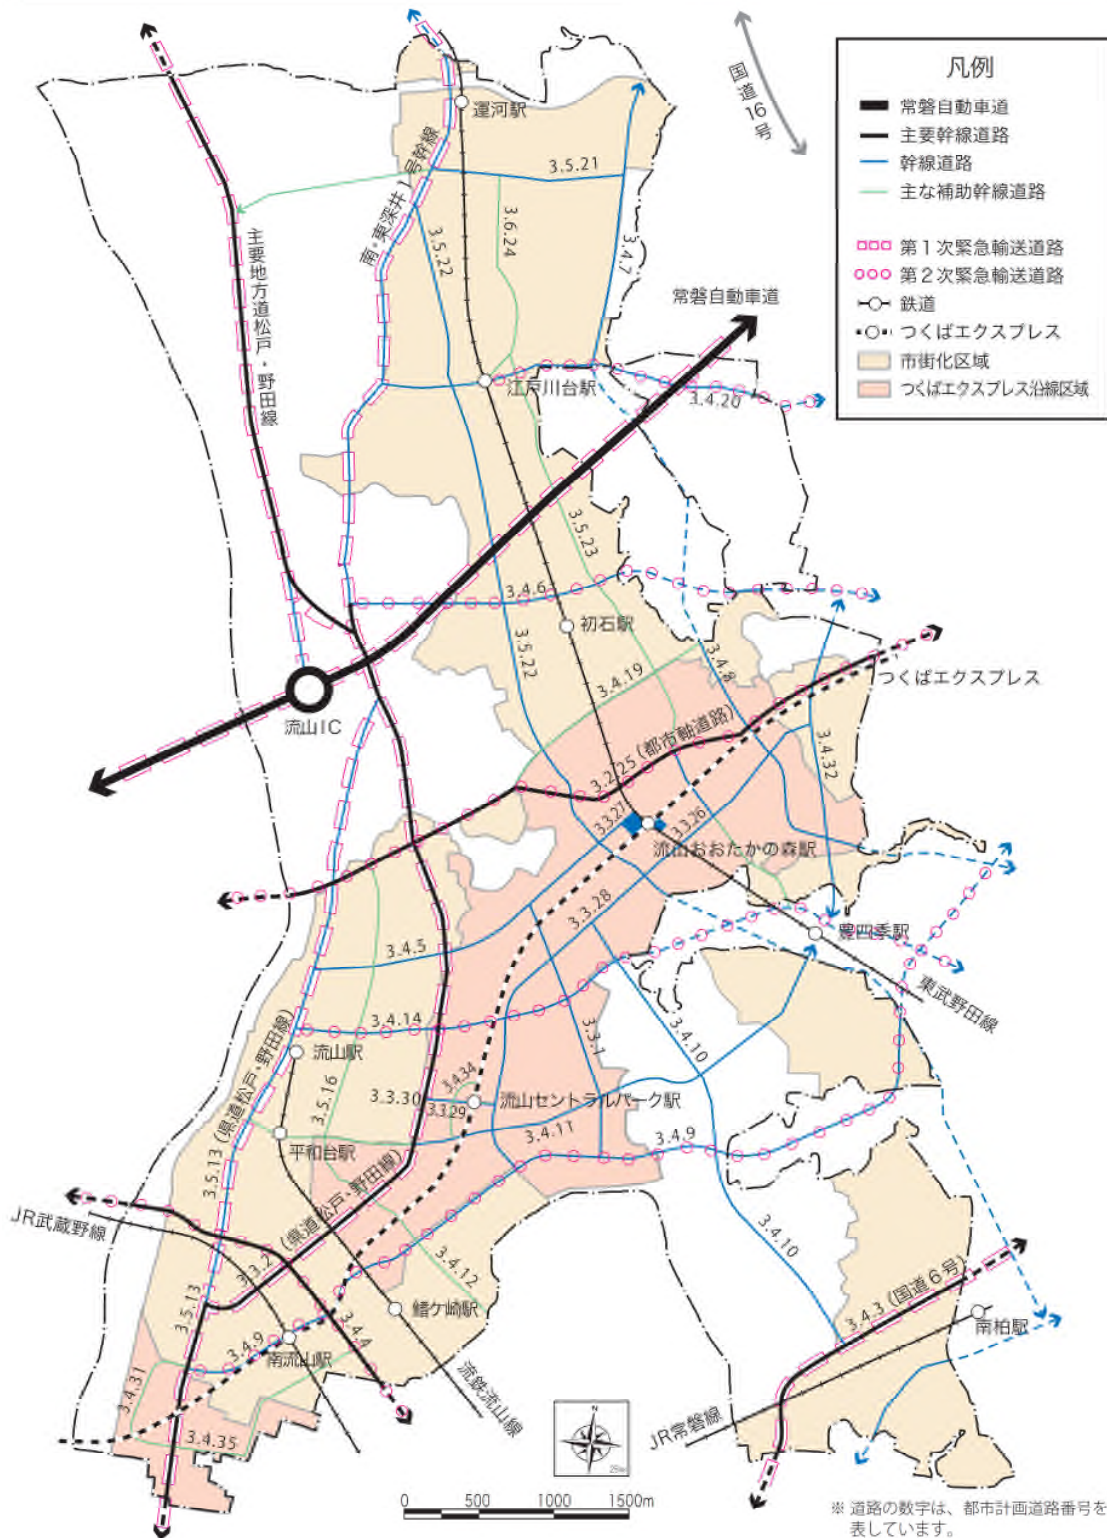 国道16号
凡例
常磐自動車道
主要幹線道路
幹線道路
主な補助幹線道路
第1次緊急輸送道路
第2次緊急輸送道路
鉄道
つくばエクスプレス
市街化区域
つくばエクスプレス沿線区域
運河駅
南・東深井1号幹線
3.5.21
3.6.24
3.5.22
3.4.7
主要地方道松戸・野田線
常磐自動車道
江戸川台駅
3.4.20
3.5.23
3.4.6
初石駅
3.5.22
3.4.19
3.4.8
つくばエクスプレス
流山IC
3.2.25(都市軸道路)
3.4.32
3.3.27
3.3.26
流山おおたかの森駅
3.3.28
豊四季駅
東武野田線
3.4.5
3.4.14
3.3.1
3.4.10
流山駅
3.5.16
3.4.34
3.3.30
3.3.29
流山セントラルパーク駅
3.4.11
3.4.9
平和台駅
3.5.13(県道松戸・野田線)
JR武蔵野線
3.3.2(県道松戸・野田線)
3.4.12
3.4.10
3.4.3(国道6号)
3.5.13
鰭ケ崎駅
南柏駅
3.4.9
3.4.4
南流山駅
流鉄流山線
JR常磐線
3.4.31
3.4.35
N
0 500 1000 1500m
※ 道路の数字は、都市計画道路番号を
表しています。